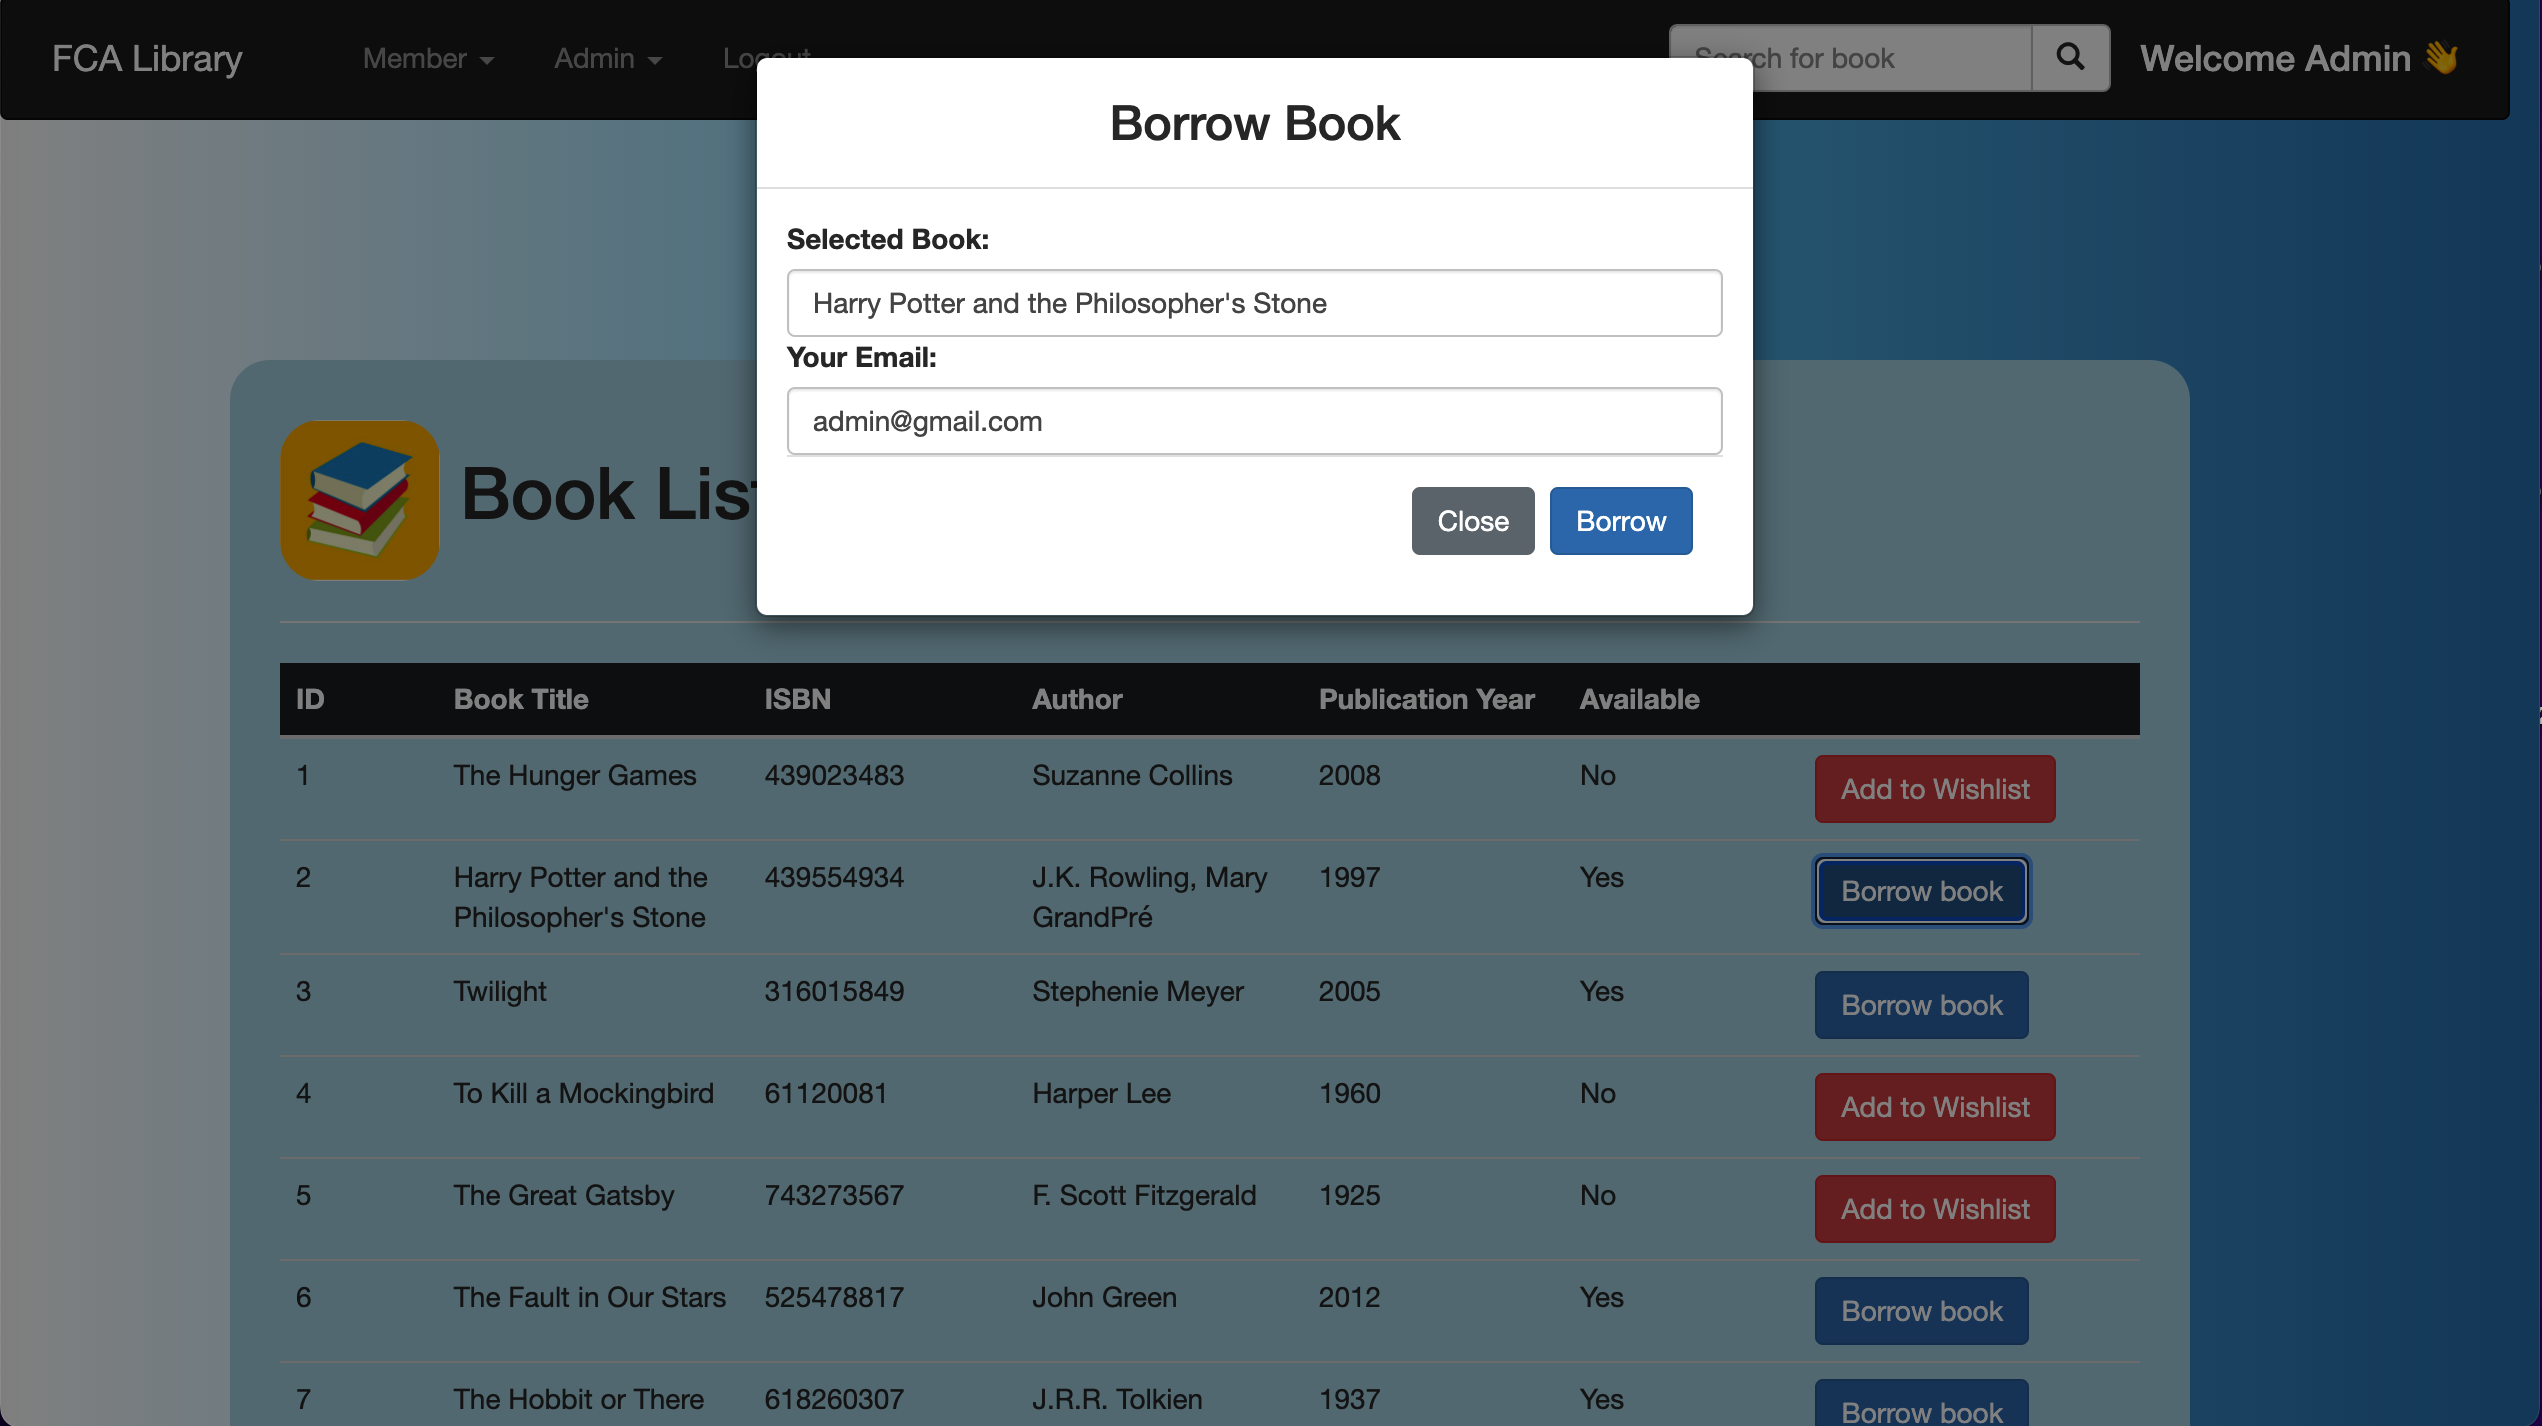 FCA Library Member Admin Logout Search for book Welcome Admin 👋
Borrow Book
Selected Book:
Harry Potter and the Philosopher's Stone
Your Email:
admin@gmail.com
Close Borrow
Book List
ID Book Title ISBN Author Publication Year Available
1 The Hunger Games 439023483 Suzanne Collins 2008 No Add to Wishlist
2 Harry Potter and the 439554934 J.K. Rowling, Mary 1997 Yes Borrow book
Philosopher's Stone GrandPré
3 Twilight 316015849 Stephenie Meyer 2005 Yes Borrow book
4 To Kill a Mockingbird 61120081 Harper Lee 1960 No Add to Wishlist
5 The Great Gatsby 743273567 F. Scott Fitzgerald 1925 No Add to Wishlist
6 The Fault in Our Stars 525478817 John Green 2012 Yes Borrow book
7 The Hobbit or There 618260307 J.R.R. Tolkien 1937 Yes Borrow book